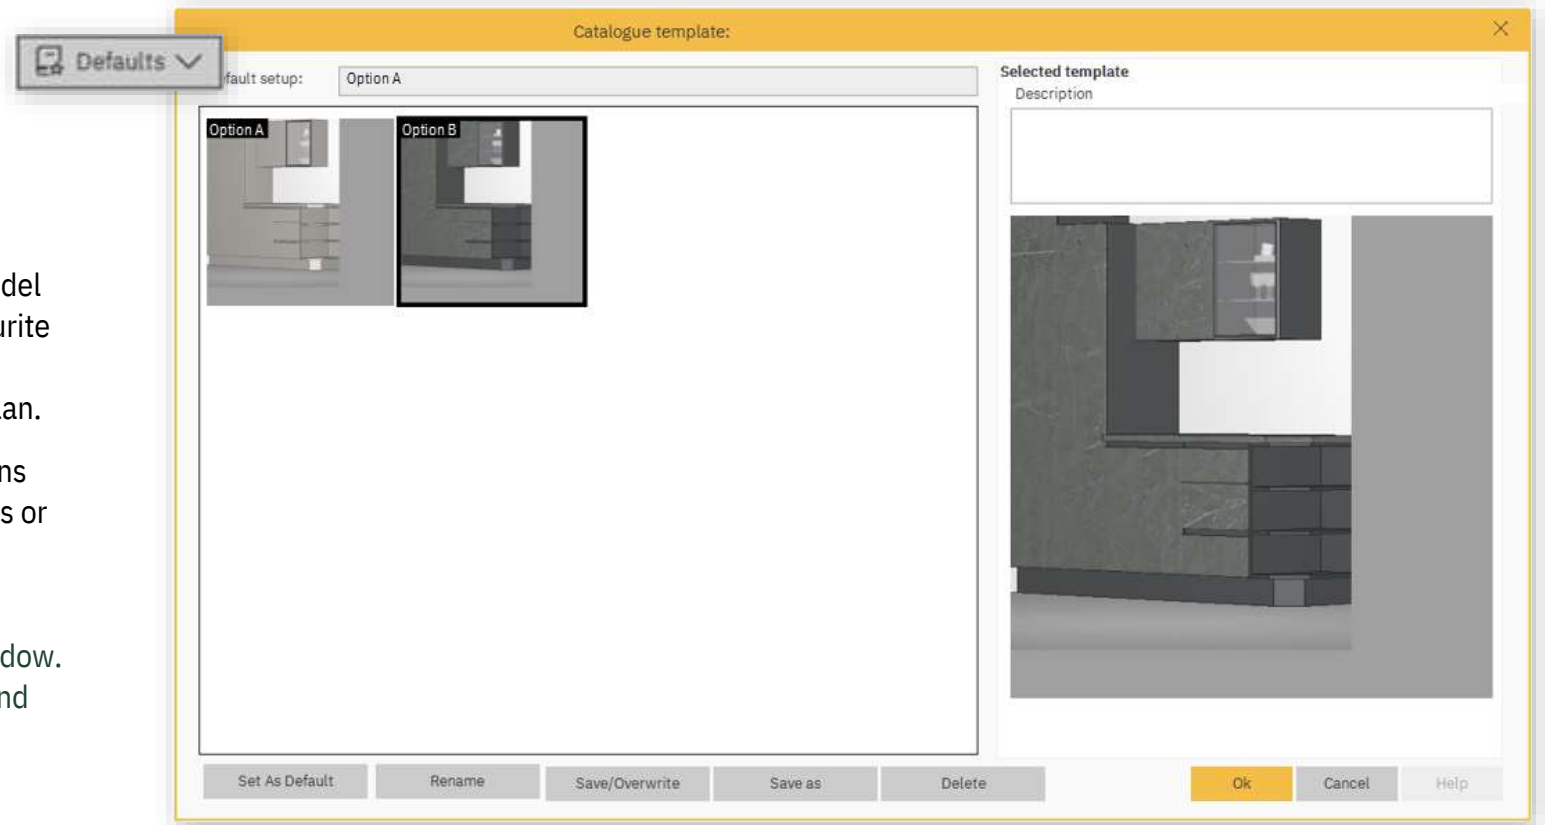 Catalogue template:
Defaults
fault setup:
Option A
Selected template
Description
Option A
Option B
del
urite
an.
ns
s or
dow.
nd
Set As Default
Rename
Save/Overwrite
Save as
Delete
Ok
Cancel
Help